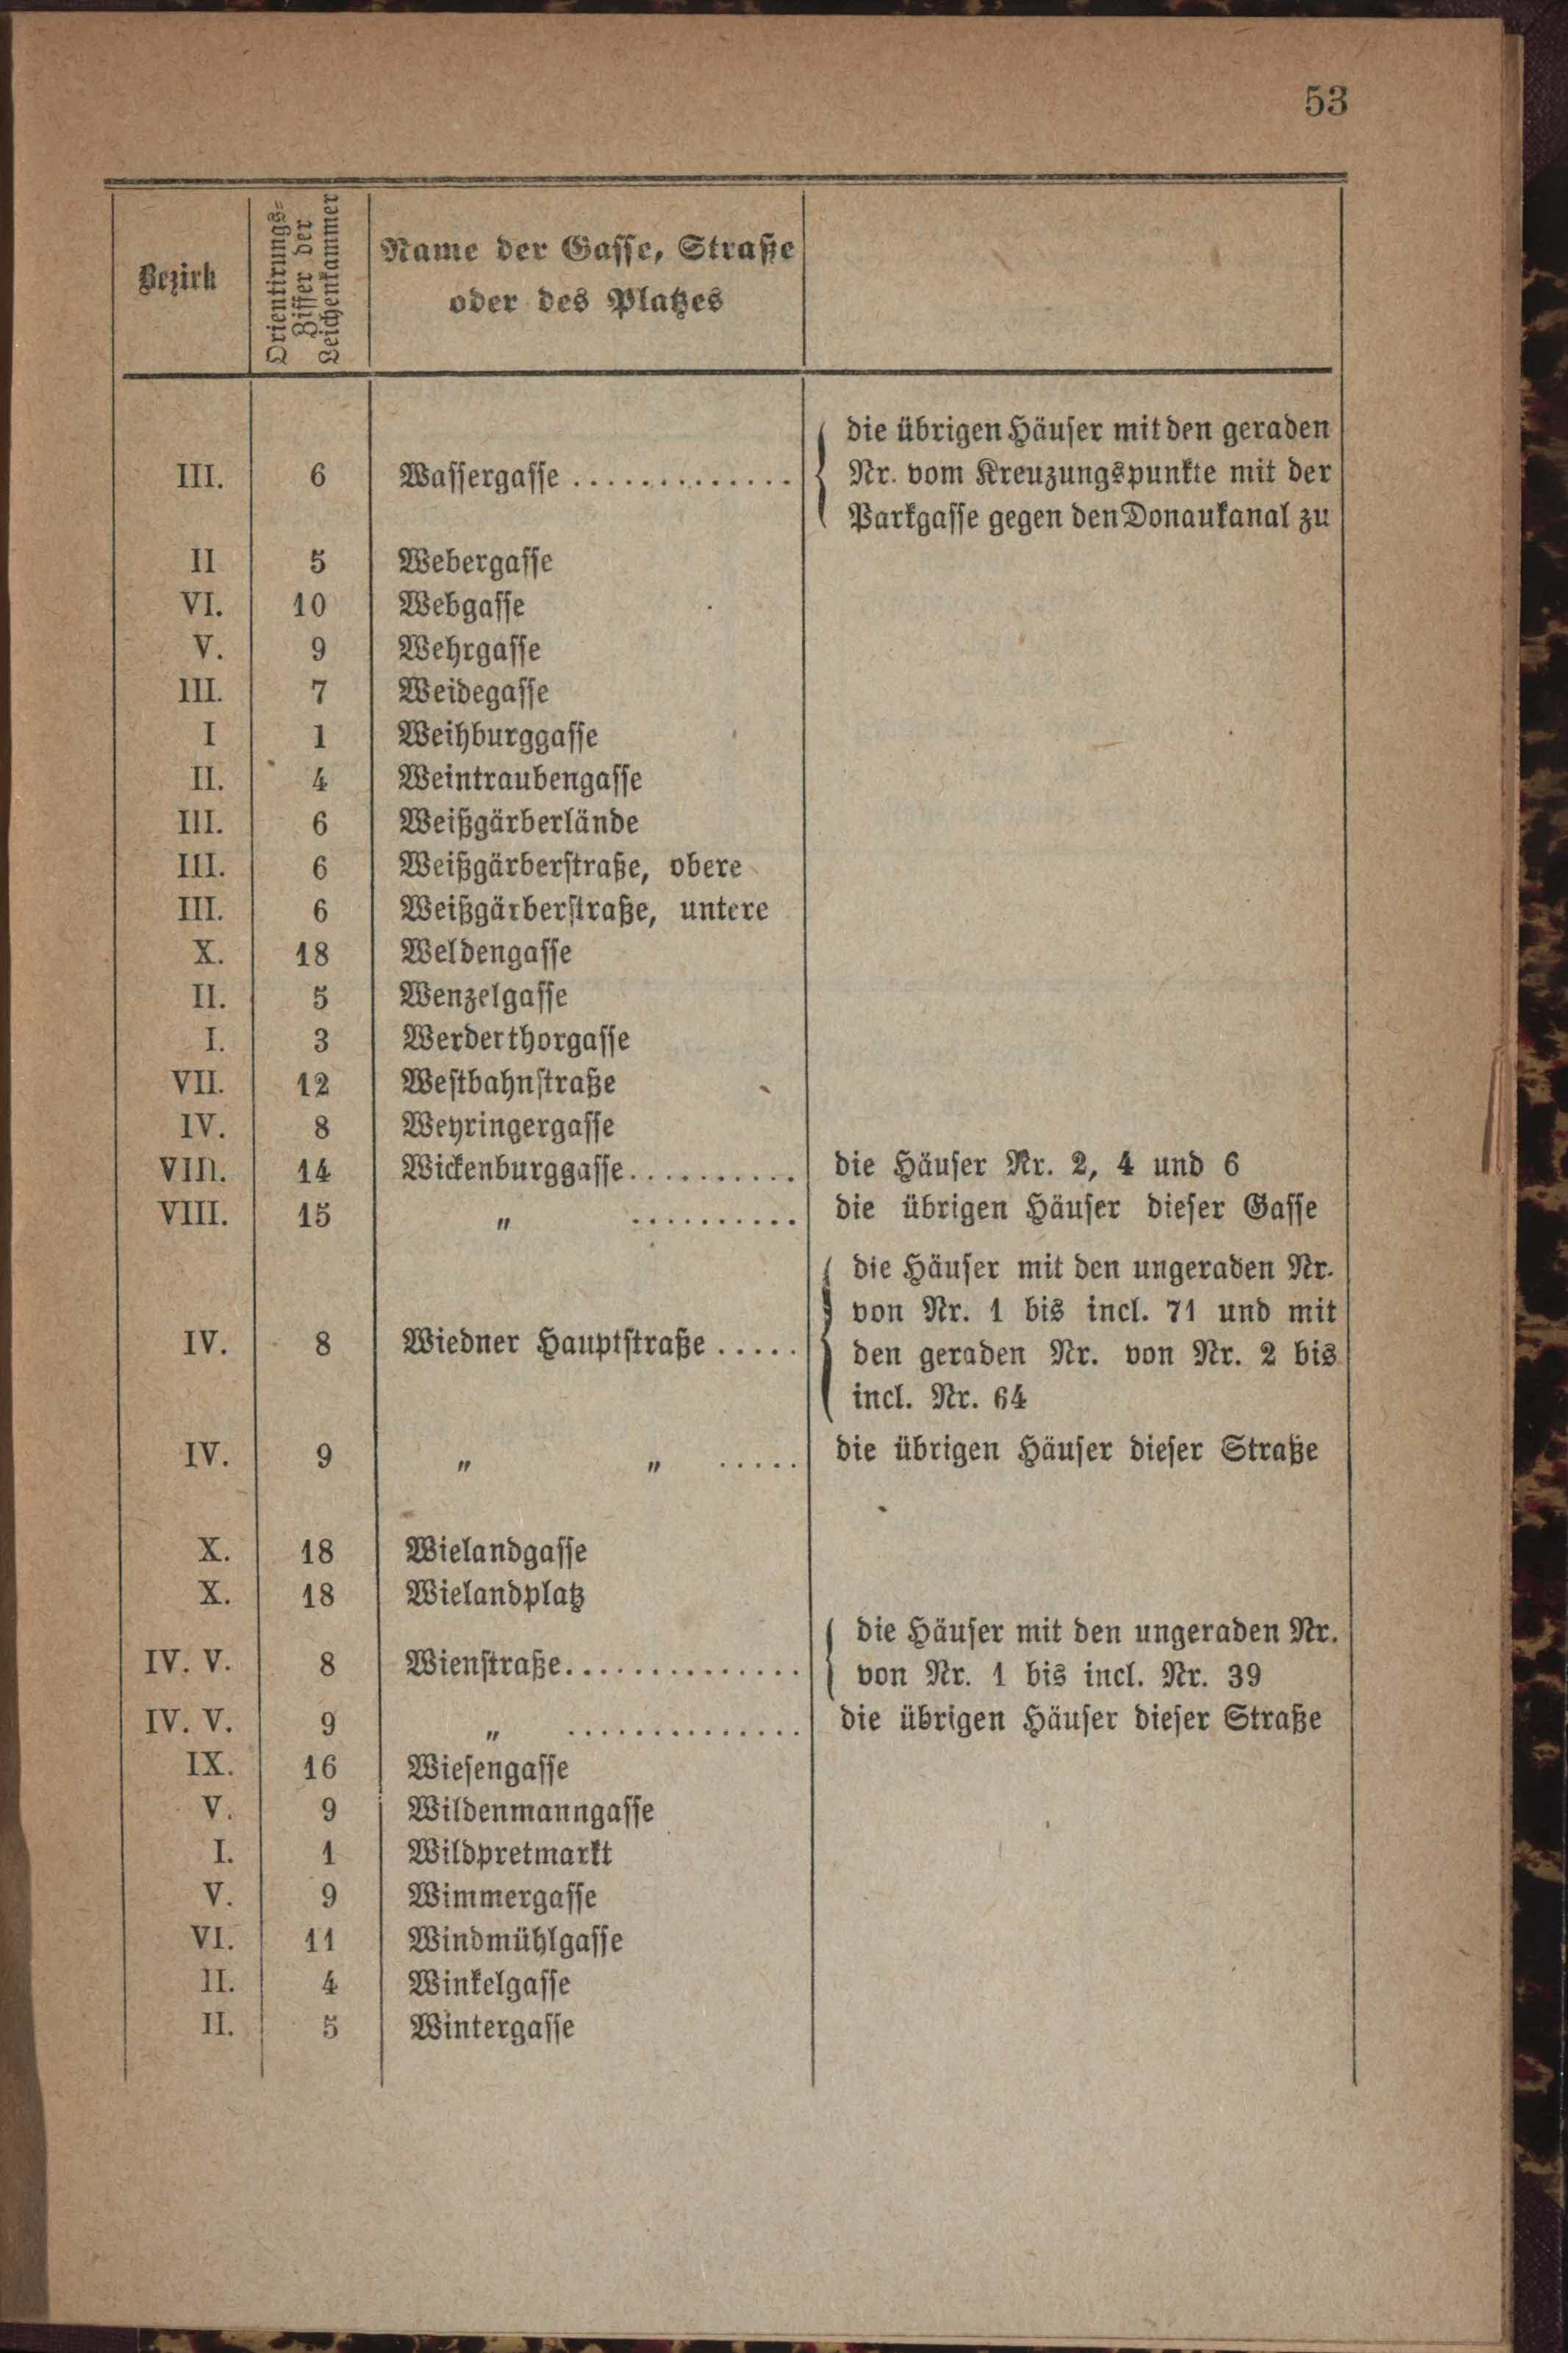 53
Bezirk
Orientirungs-
Ziffer der
Leichenkammer
Name der Gasse, Straße
oder des Platzes
III. 6 Wassergasse .............. die übrigen Häuser mit den geraden
Nr. vom Kreuzungspunkte mit der
Parkgasse gegen den Donaukanal zu
II 5 Webergasse
VI. 10 Webgasse
V. 9 Wehrgasse
III. 7 Weidegasse
I 1 Weihburggasse
II. 4 Weintraubengasse
III. 6 Weißgärberlände
III. 6 Weißgärberstraße, obere
III. 6 Weißgärberstraße, untere
X. 18 Weldengasse
II. 5 Wenzelgasse
I. 3 Werderthorgasse
VII. 12 Westbahnstraße
IV. 8 Weyringergasse
VIII. 14 Wickenburggasse........... die Häuser Nr. 2, 4 und 6
VIII. 15 „ .......... die übrigen Häuser dieser Gasse
IV. 8 Wiedner Hauptstraße ..... die Häuser mit den ungeraden Nr.
von Nr. 1 bis incl. 71 und mit
den geraden Nr. von Nr. 2 bis
incl. Nr. 64
IV. 9 „ „ ..... die übrigen Häuser dieser Straße
X. 18 Wielandgasse
X. 18 Wielandplatz
IV. V. 8 Wienstraße.............. die Häuser mit den ungeraden Nr.
von Nr. 1 bis incl. Nr. 39
IV. V. 9 „ .............. die übrigen Häuser dieser Straße
IX. 16 Wiesengasse
V. 9 Wildenmanngasse
I. 1 Wildpretmarkt
V. 9 Wimmergasse
VI. 11 Windmühlgasse
II. 4 Winkelgasse
II. 5 Wintergasse